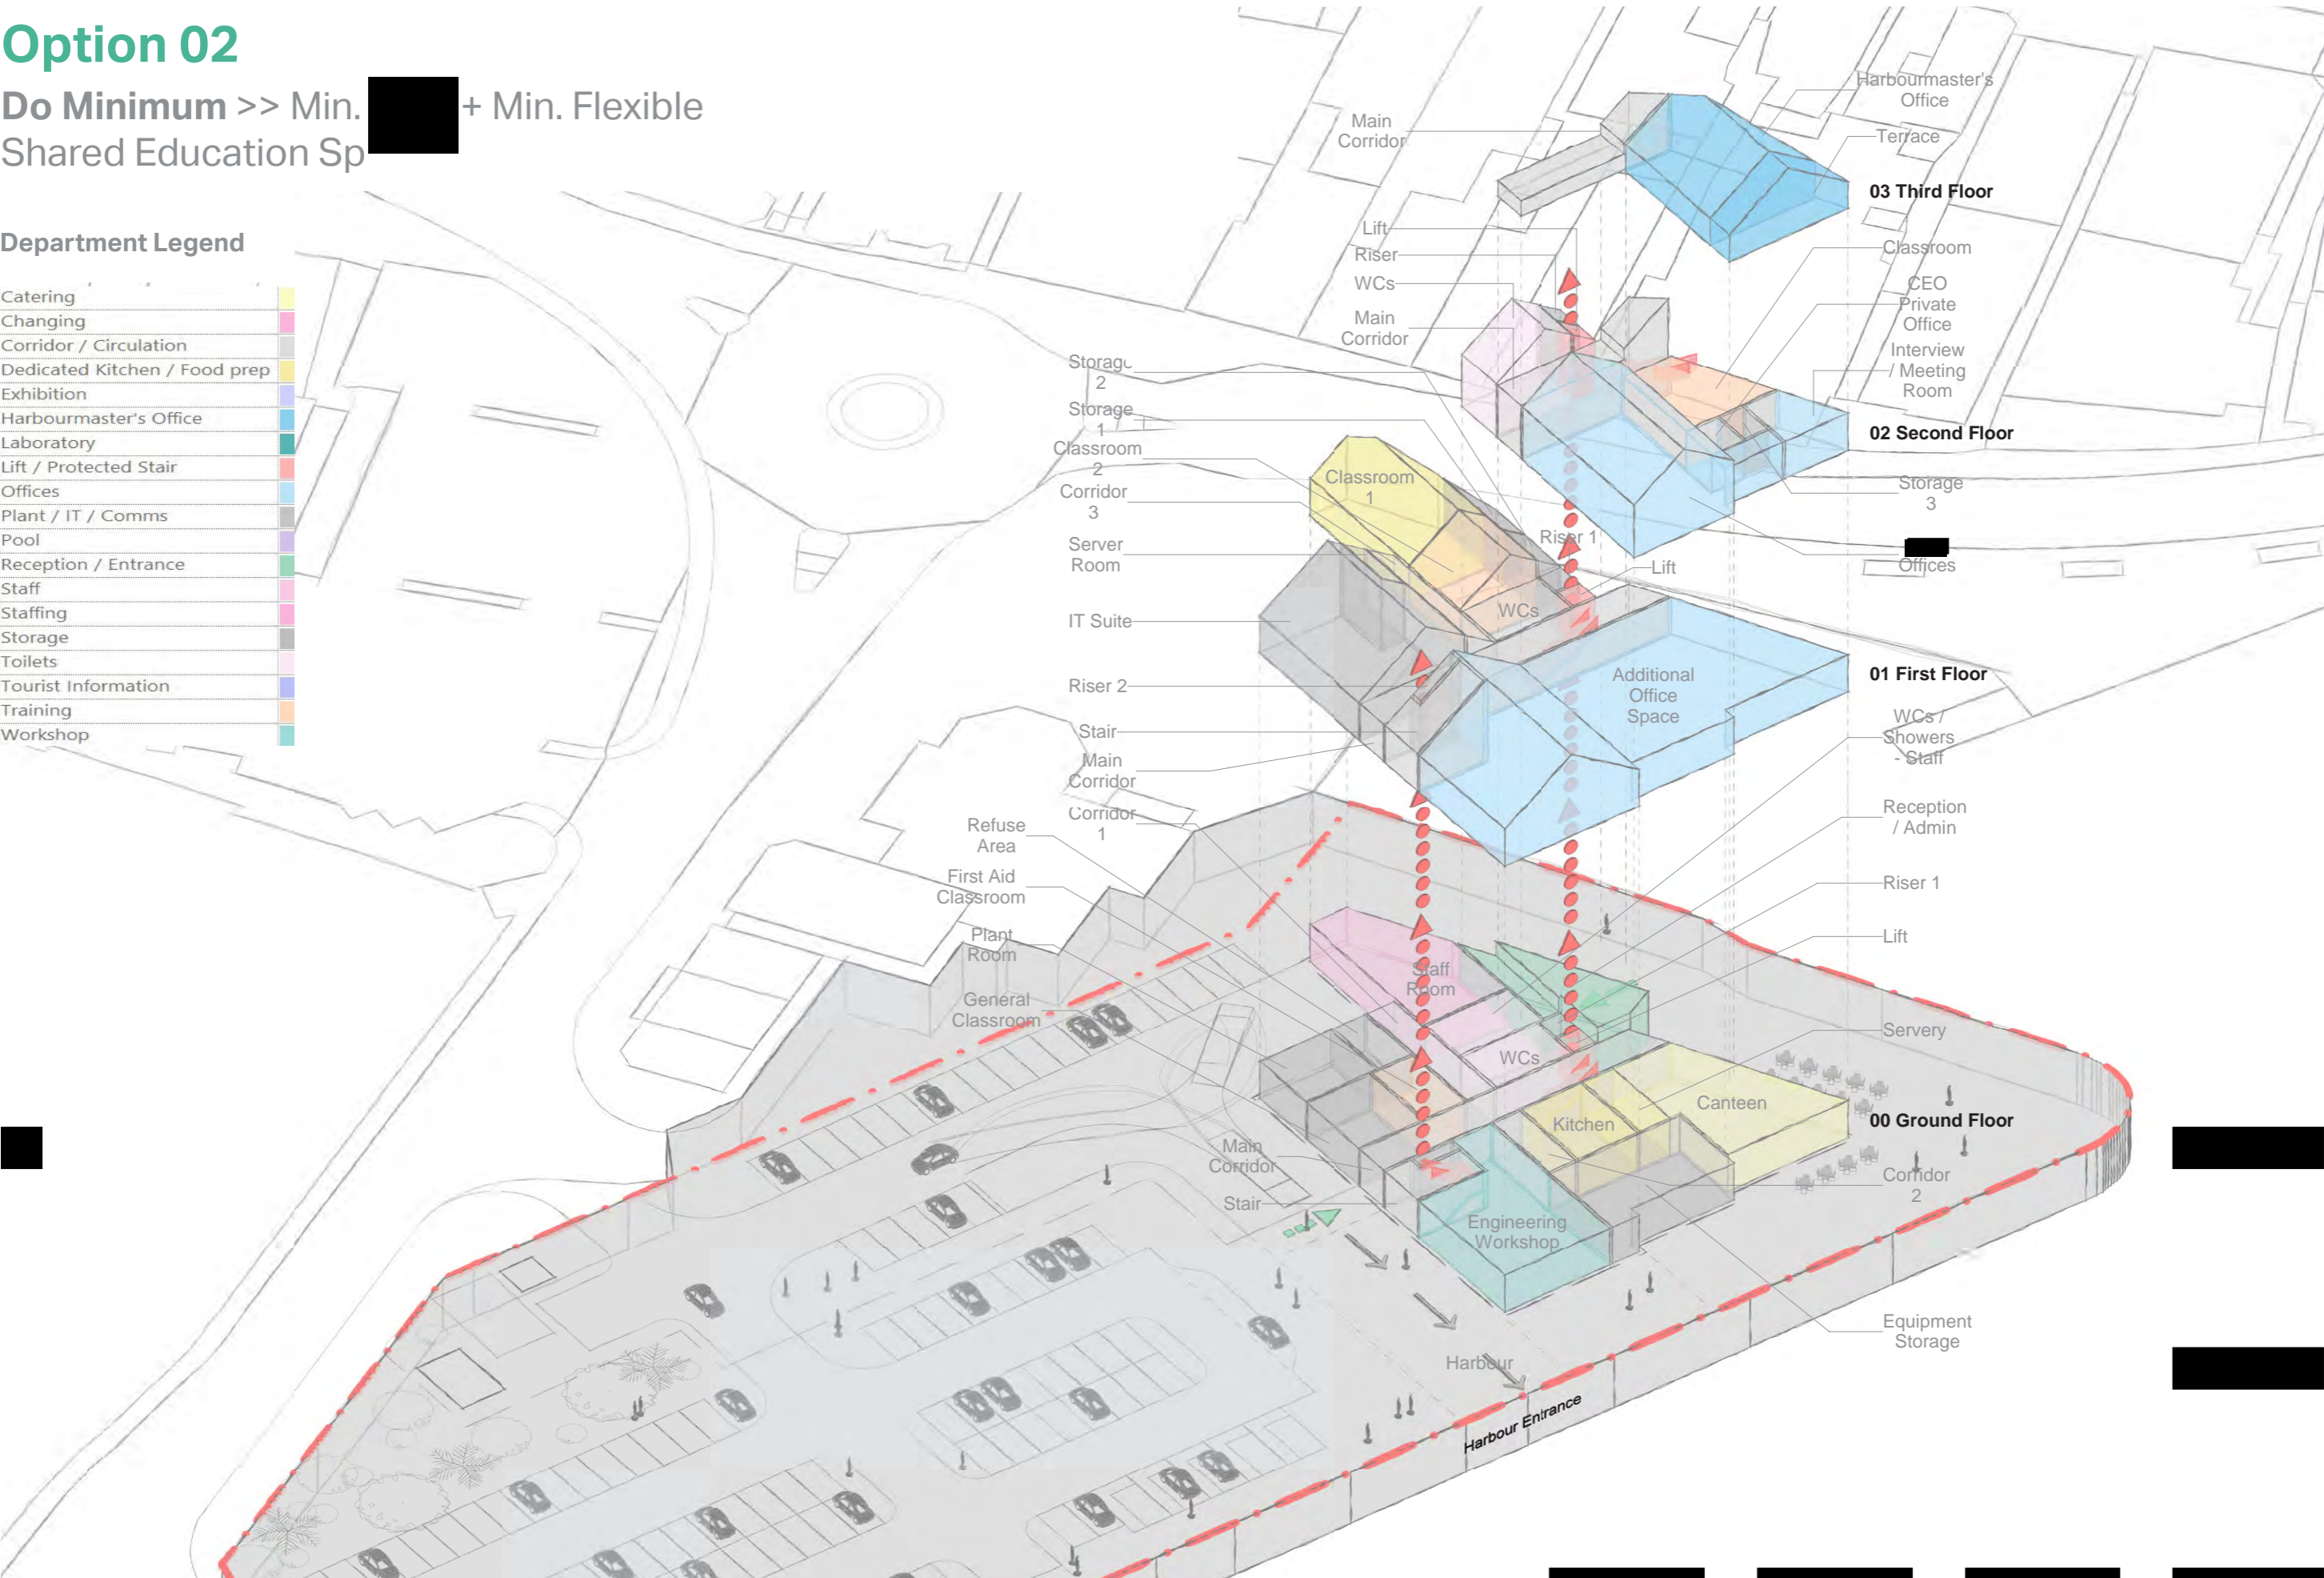 Option 02
Do Minimum >> Min. + Min. Flexible
Shared Education Sp
Department Legend
Catering
Changing
Corridor / Circulation
Dedicated Kitchen / Food prep
Exhibition
Harbourmaster's Office
Laboratory
Lift / Protected Stair
Offices
Plant / IT / Comms
Pool
Reception / Entrance
Staff
Staffing
Storage
Toilets
Tourist Information
Training
Workshop
Main
Corridor
Harbourmaster's
Office
Terrace
03 Third Floor
Lift
Riser
WCs
Main
Corridor
Classroom
CEO
Private
Office
Interview
/ Meeting
Room
02 Second Floor
Storage
3
Offices
Storage
2
Storage
1
Classroom
2
Corridor
3
Server
Room
IT Suite
Riser 2
Stair
Main
Corridor
Classroom
1
Riser 1
Lift
WCs
Additional
Office
Space
01 First Floor
WCs /
Showers
- Staff
Reception
/ Admin
Riser 1
Lift
Servery
Corridor
1
Refuse
Area
First Aid
Classroom
Plant
Room
General
Classroom
Staff
Room
WCs
Kitchen
Canteen
00 Ground Floor
Corridor
2
Main
Corridor
Stair
Engineering
Workshop
Equipment
Storage
Harbour
Harbour Entrance